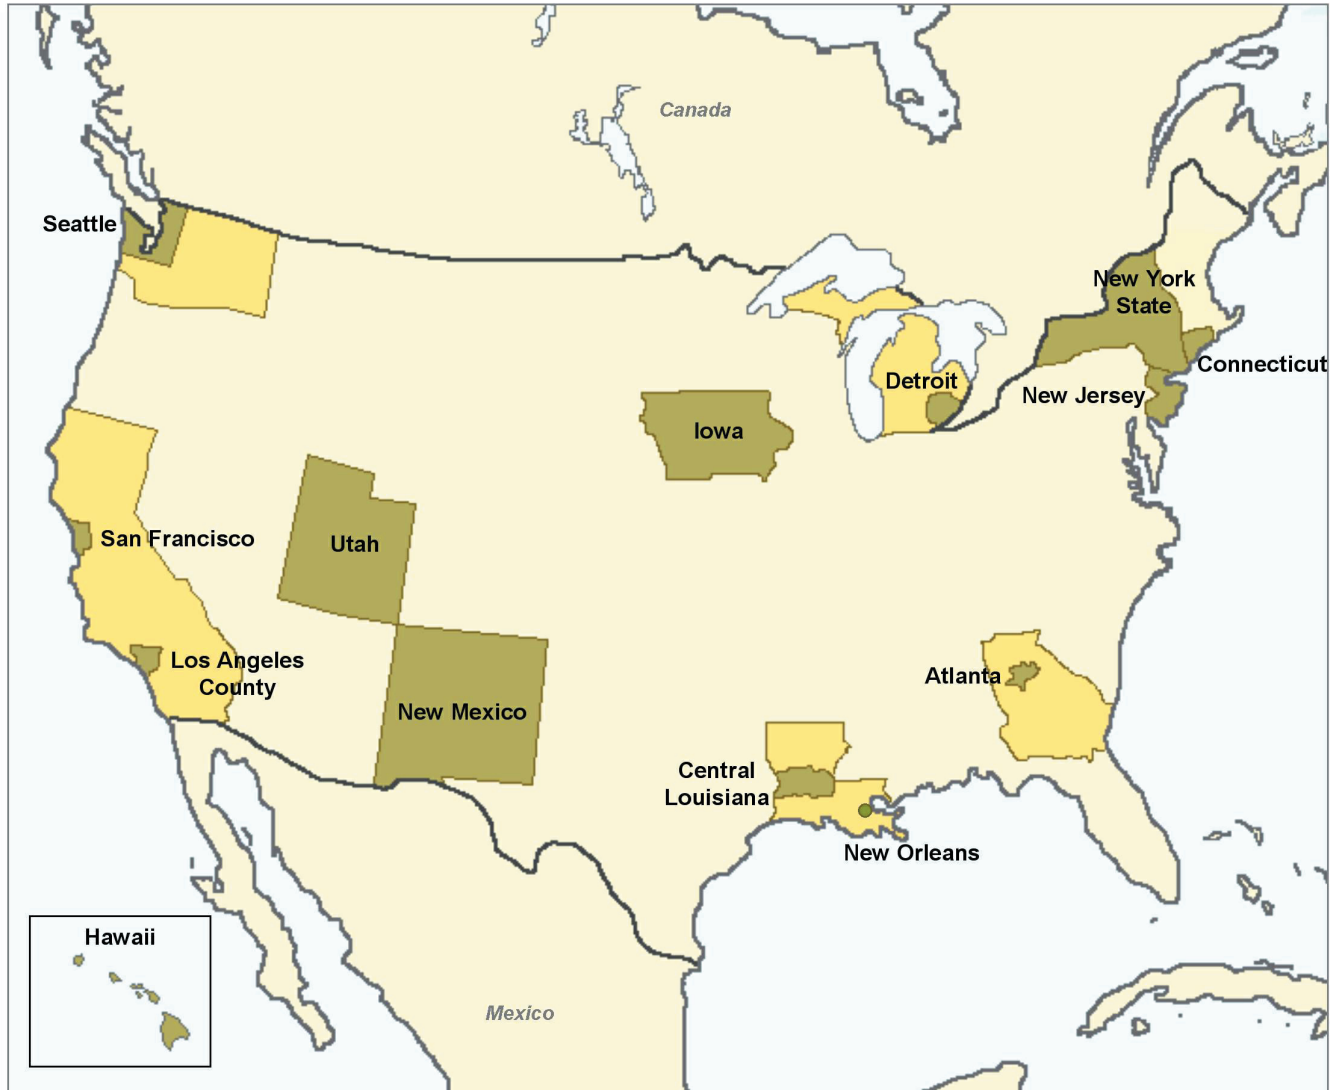 Canada
Seattle
New York
State
Connecticut
Detroit
New Jersey
Iowa
San Francisco
Utah
Los Angeles
County
Atlanta
New Mexico
Central
Louisiana
New Orleans
Hawaii
Mexico